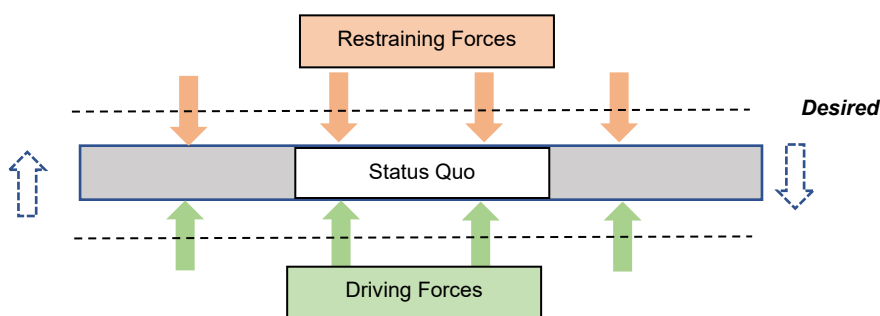 Restraining Forces
Desired
Status Quo
Driving Forces